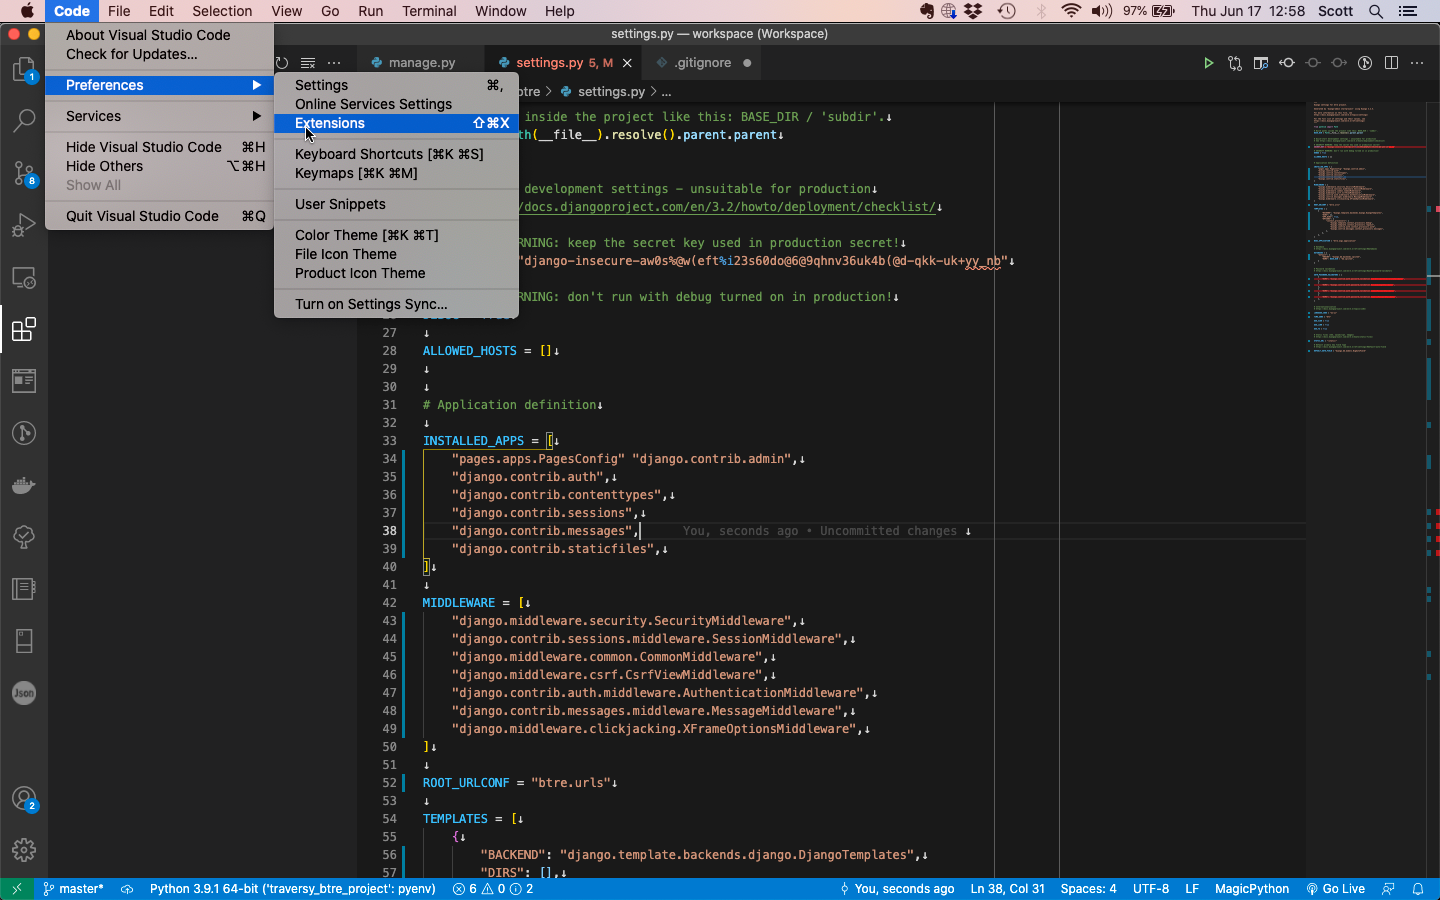 Code File Edit Selection View Go Run Terminal Window Help 97% Thu Jun 17 12:58 Scott
settings.py — workspace (Workspace)
About Visual Studio Code
Check for Updates...
Preferences
Services
Hide Visual Studio Code ⌘H
Hide Others ⌥⌘H
Show All
Quit Visual Studio Code ⌘Q
Settings ⌘,
Online Services Settings
Extensions ⇧⌘X
Keyboard Shortcuts [⌘K ⌘S]
Keymaps [⌘K ⌘M]
User Snippets
Color Theme [⌘K ⌘T]
File Icon Theme
Product Icon Theme
Turn on Settings Sync...
manage.py settings.py 5, M × .gitignore ●
btre > settings.py > ...
inside the project like this: BASE_DIR / 'subdir'.↓
th(__file__).resolve().parent.parent↓
development settings – unsuitable for production↓
/docs.djangoproject.com/en/3.2/howto/deployment/checklist/↓
RNING: keep the secret key used in production secret!↓
"django-insecure-aw0s%@w(eft%i23s60do@6@9qhnv36uk4b(@d-qkk-uk+yy_nb"↓
RNING: don't run with debug turned on in production!↓
27 ↓
28 ALLOWED_HOSTS = []↓
29 ↓
30 ↓
31 # Application definition↓
32 ↓
33 INSTALLED_APPS = [↓
34 "pages.apps.PagesConfig" "django.contrib.admin",↓
35 "django.contrib.auth",↓
36 "django.contrib.contenttypes",↓
37 "django.contrib.sessions",↓
38 "django.contrib.messages", You, seconds ago • Uncommitted changes ↓
39 "django.contrib.staticfiles",↓
40 ]↓
41 ↓
42 MIDDLEWARE = [↓
43 "django.middleware.security.SecurityMiddleware",↓
44 "django.contrib.sessions.middleware.SessionMiddleware",↓
45 "django.middleware.common.CommonMiddleware",↓
46 "django.middleware.csrf.CsrfViewMiddleware",↓
47 "django.contrib.auth.middleware.AuthenticationMiddleware",↓
48 "django.contrib.messages.middleware.MessageMiddleware",↓
49 "django.middleware.clickjacking.XFrameOptionsMiddleware",↓
50 ]↓
51 ↓
52 ROOT_URLCONF = "btre.urls"↓
53 ↓
54 TEMPLATES = [↓
55 {↓
56 "BACKEND": "django.template.backends.django.DjangoTemplates",↓
57 "DIRS": [],↓
1
8
Json
2
master* Python 3.9.1 64-bit ('traversy_btre_project': pyenv) 6 0 2 You, seconds ago Ln 38, Col 31 Spaces: 4 UTF-8 LF MagicPython Go Live